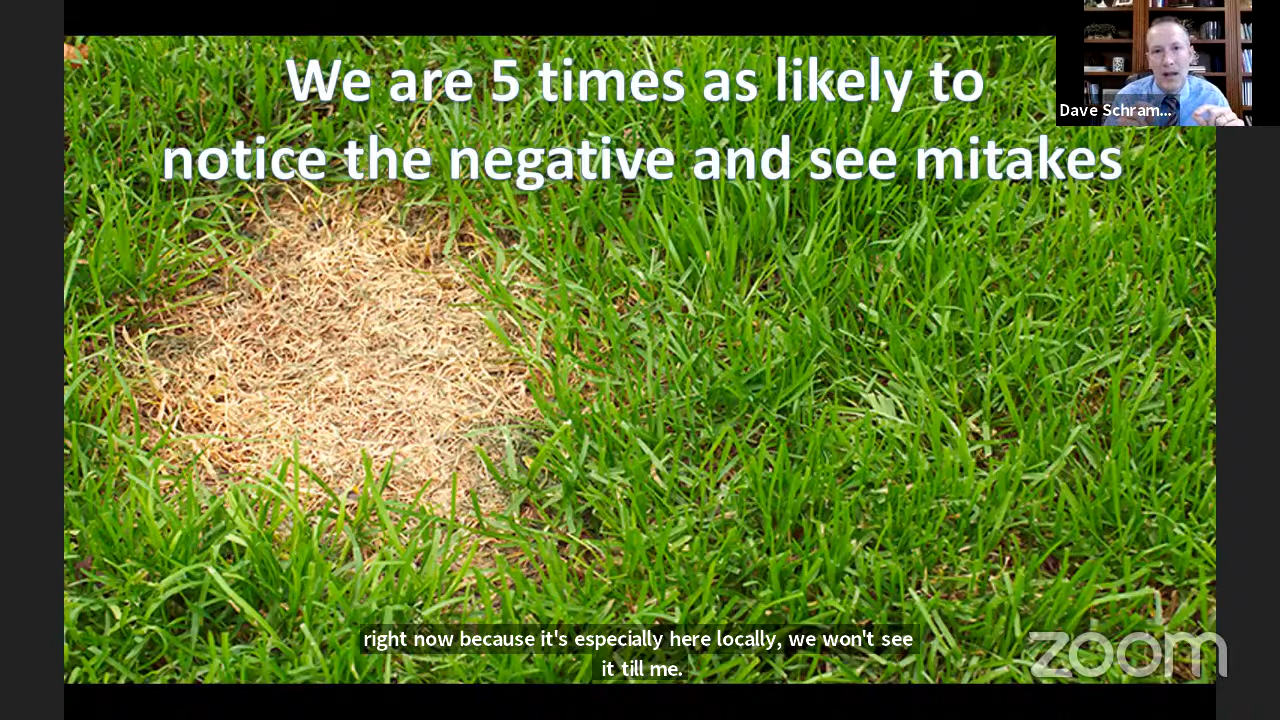 We are 5 times as likely to
notice the negative and see mitakes
Dave Schram...
right now because it's especially here locally, we won't see
it till me.
zoom